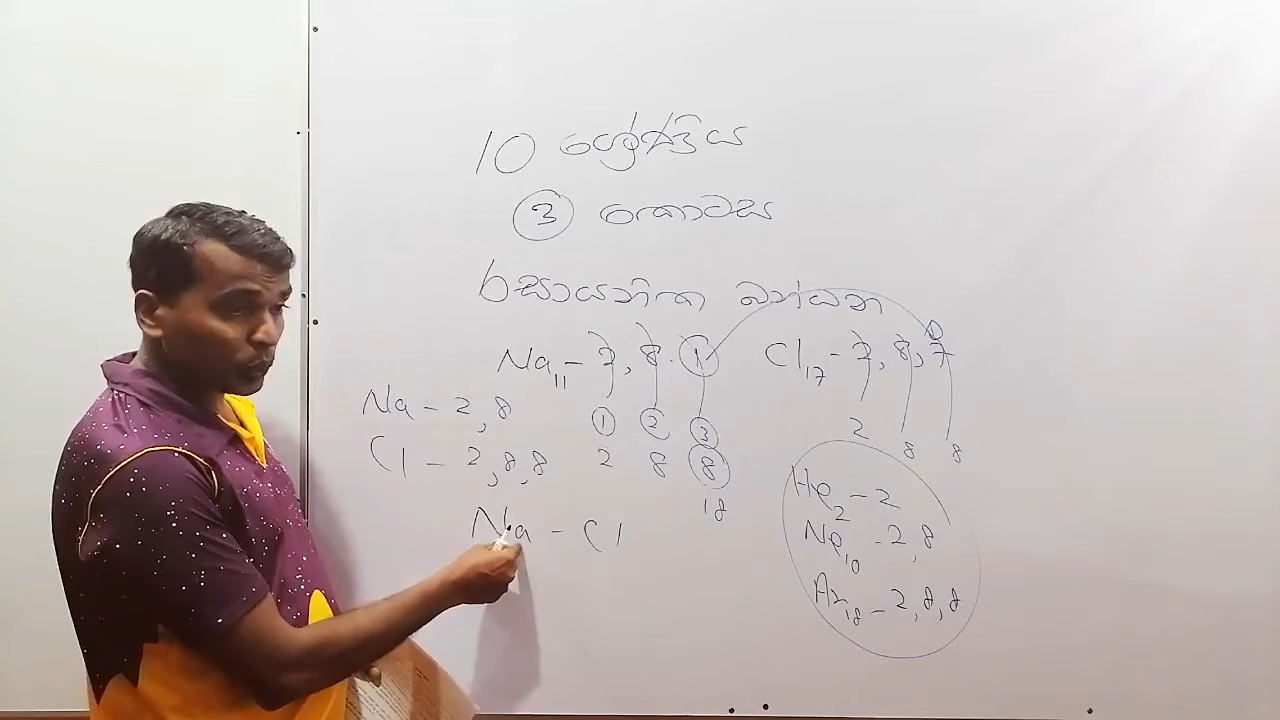 10 ශ්‍රේණිය
3 කොටස
රසායනික බන්ධන
Na₁₁ - 2, 8. 1 Cl₁₇ - 2, 8, 7
Na - 2, 8 1 2 3 2 8 8
Cl - 2, 8, 8 2 8 8
18
He₂ - 2
Na - Cl Ne₁₀ - 2, 8
Ar₁₈ - 2, 8, 8